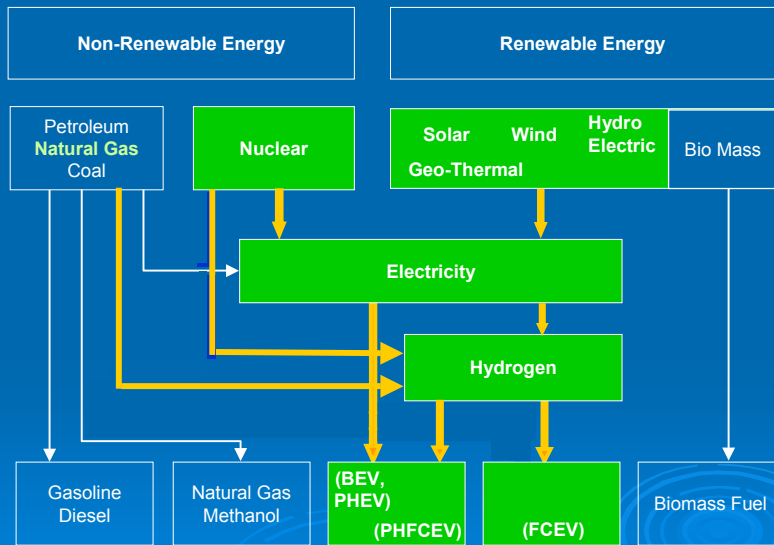 Non-Renewable Energy
Renewable Energy
Petroleum
Natural Gas
Coal
Nuclear
Solar Wind Hydro
Electric
Geo-Thermal
Bio Mass
Electricity
Hydrogen
Gasoline
Diesel
Natural Gas
Methanol
(BEV,
PHEV)
(PHFCEV)
(FCEV)
Biomass Fuel